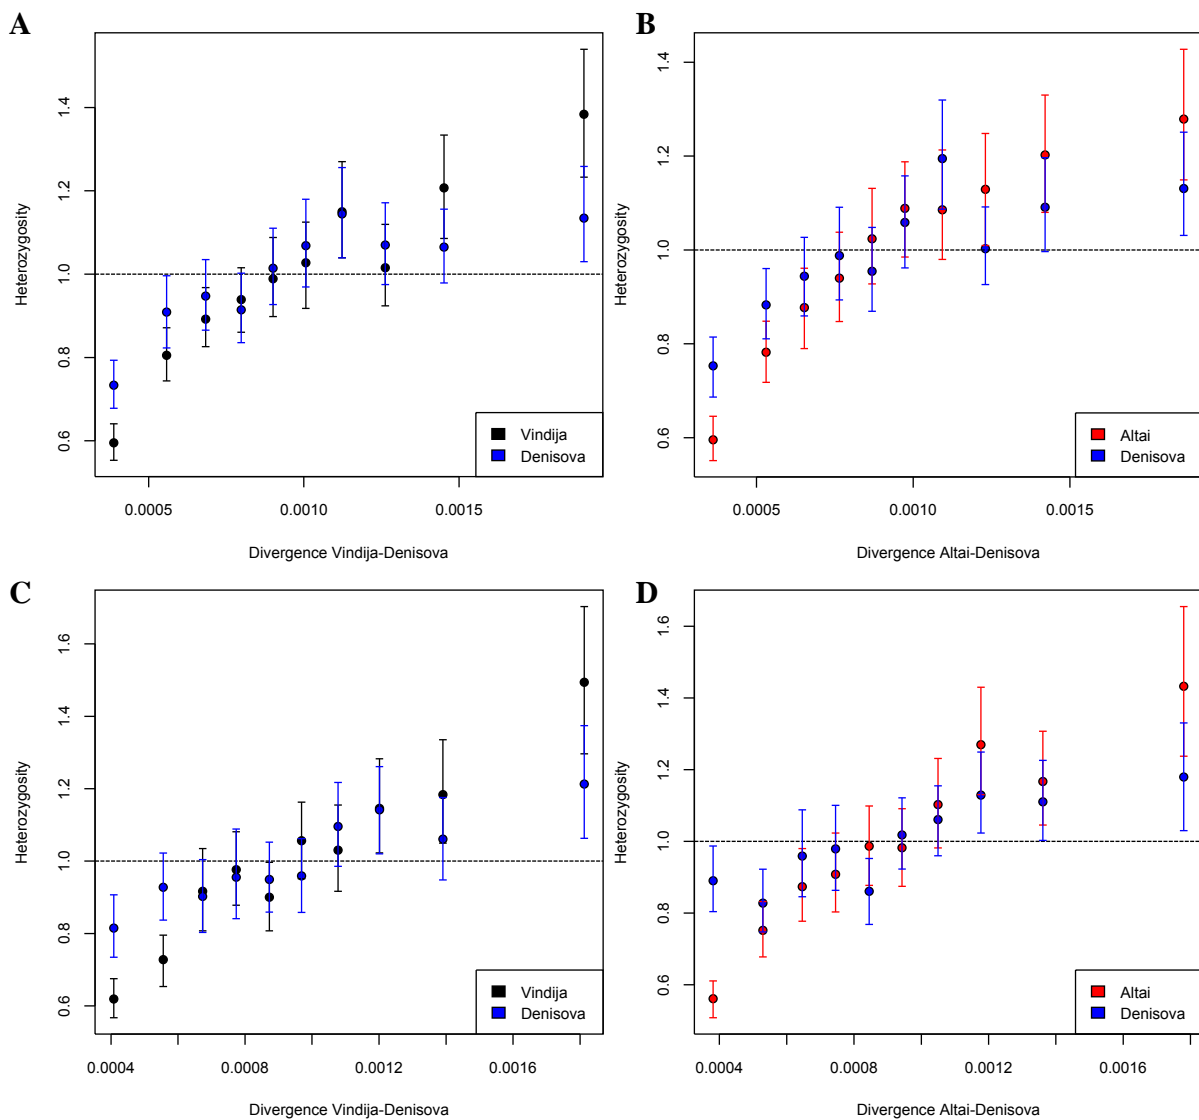 A
Heterozygosity
1.4
1.2
1.0
0.8
0.6
Vindija
Denisova
0.0005 0.0010 0.0015
Divergence Vindija-Denisova
B
Heterozygosity
1.4
1.2
1.0
0.8
0.6
Altai
Denisova
0.0005 0.0010 0.0015
Divergence Altai-Denisova
C
Heterozygosity
1.6
1.4
1.2
1.0
0.8
0.6
Vindija
Denisova
0.0004 0.0008 0.0012 0.0016
Divergence Vindija-Denisova
D
Heterozygosity
1.6
1.4
1.2
1.0
0.8
0.6
Altai
Denisova
0.0004 0.0008 0.0012 0.0016
Divergence Altai-Denisova